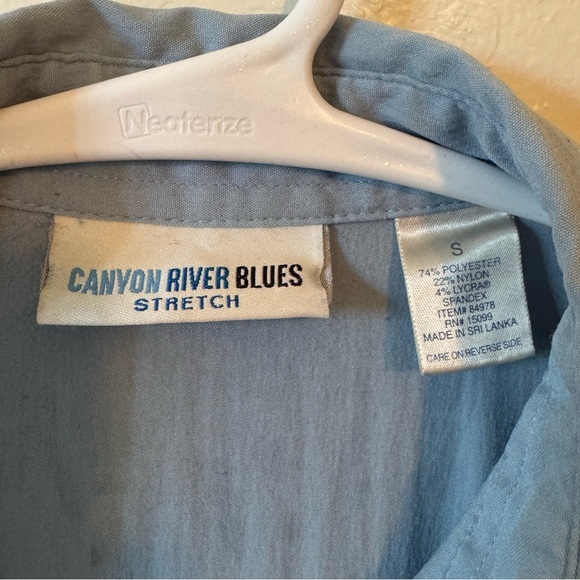 Neatenze
CANYON RIVER BLUES
STRETCH
S
74% POLYESTER
22% NYLON
4% LYCRA®
SPANDEX
ITEM# 84978
RN# 15099
MADE IN SRI LANKA
CARE ON REVERSE SIDE